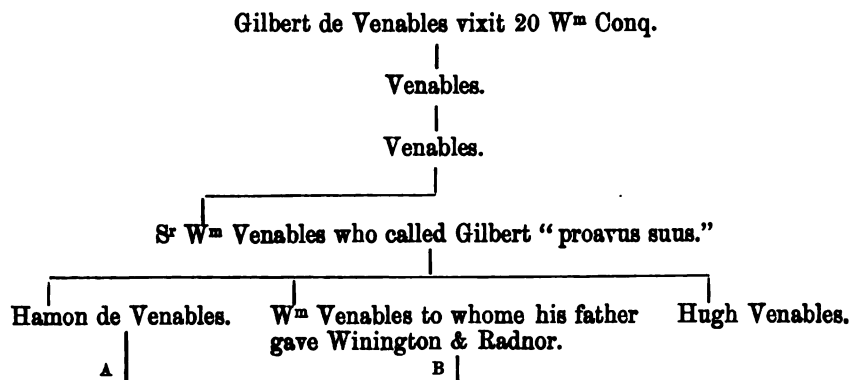 Gilbert de Venables vixit 20 Wᵐ Conq.
Venables.
Venables.
Sʳ Wᵐ Venables who called Gilbert “proavus suus.”
Hamon de Venables. Wᵐ Venables to whome his father Hugh Venables.
gave Winington & Radnor.
A B